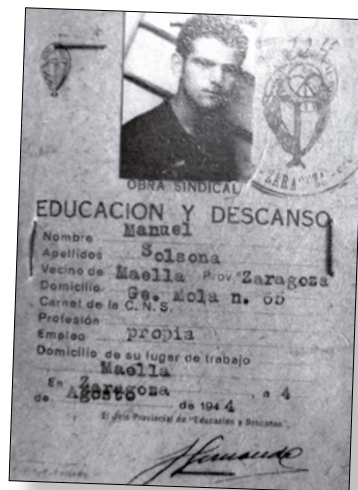 ZARAGOZA
OBRA SINDICAL
EDUCACION Y DESCANSO
Nombre Manuel
Apellidos Solsona
Vecino de Maella Prov. Zaragoza
Domicilio Ge. Mola n. 65
Carnet de la C. N. S.
Profesión
Empleo propia
Domicilio de su lugar de trabajo
Maella
En Zaragoza, a 4
de Agosto de 1944
El Jefe Provincial de "Educación y Descanso",